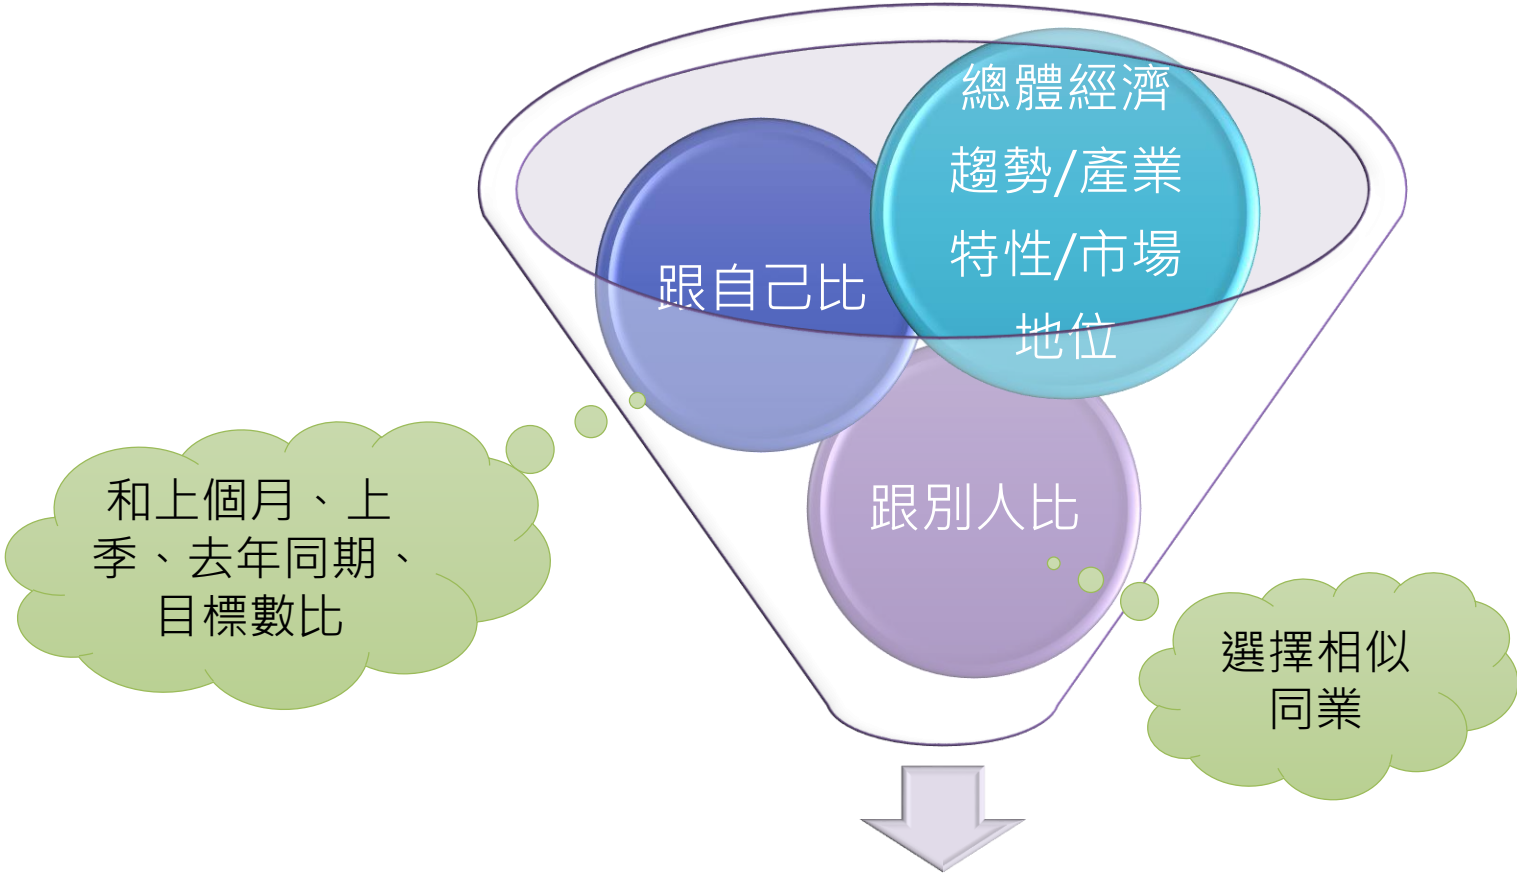 總體經濟
趨勢/產業
特性/市場
地位
跟自己比
跟別人比
和上個月、上
季、去年同期、
目標數比
選擇相似
同業